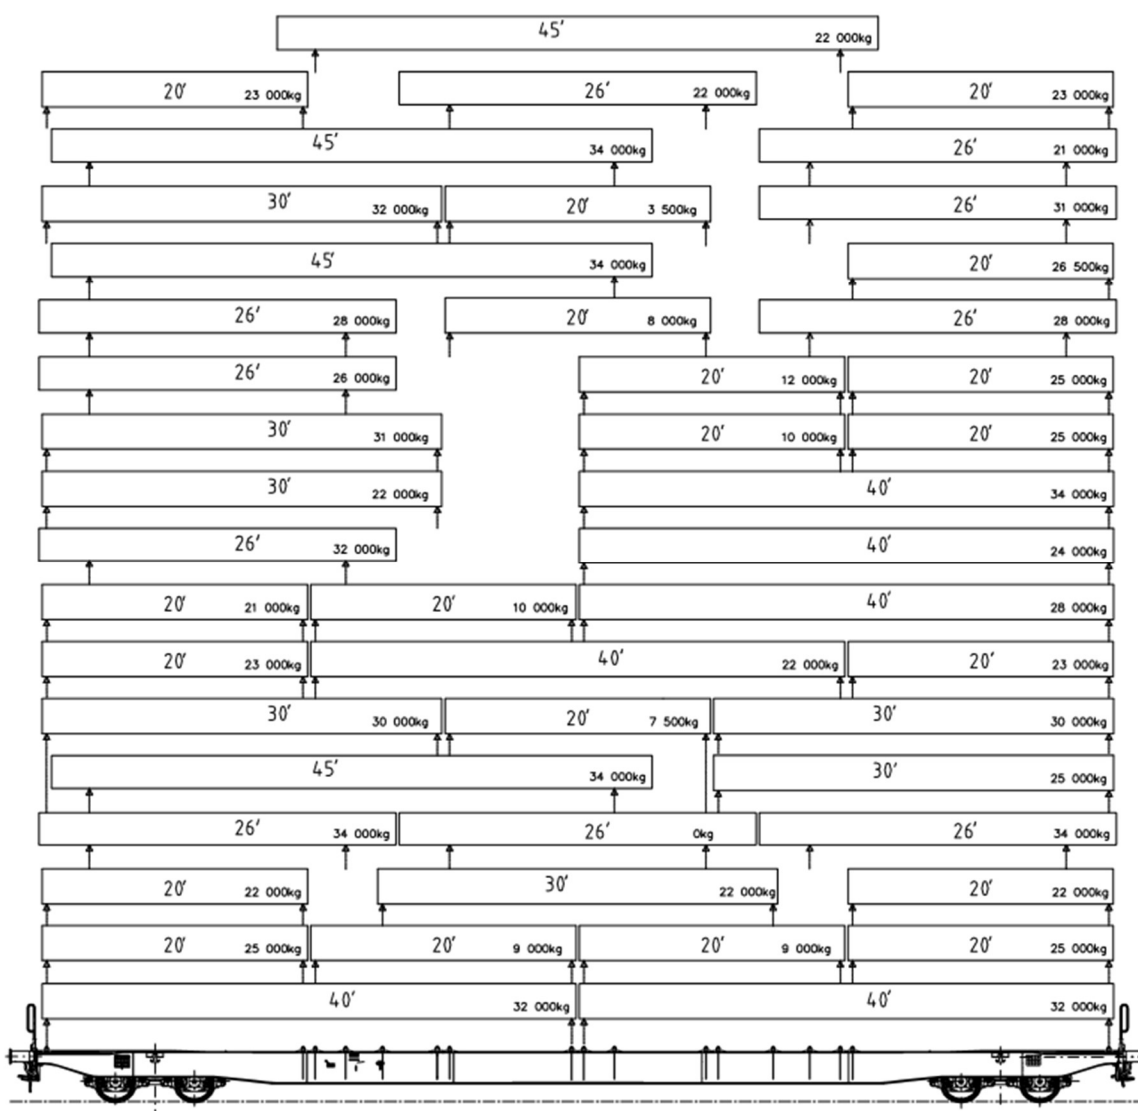 45' 22 000kg
20' 23 000kg 26' 22 000kg 20' 23 000kg
45' 34 000kg 26' 21 000kg
30' 32 000kg 20' 3 500kg 26' 31 000kg
45' 34 000kg 20' 26 500kg
26' 28 000kg 20' 8 000kg 26' 28 000kg
26' 26 000kg 20' 12 000kg 20' 25 000kg
30' 31 000kg 20' 10 000kg 20' 25 000kg
30' 22 000kg 40' 34 000kg
26' 32 000kg 40' 24 000kg
20' 21 000kg 20' 10 000kg 40' 28 000kg
20' 23 000kg 40' 22 000kg 20' 23 000kg
30' 30 000kg 20' 7 500kg 30' 30 000kg
45' 34 000kg 30' 25 000kg
26' 34 000kg 26' 0kg 26' 34 000kg
20' 22 000kg 30' 22 000kg 20' 22 000kg
20' 25 000kg 20' 9 000kg 20' 9 000kg 20' 25 000kg
40' 32 000kg 40' 32 000kg